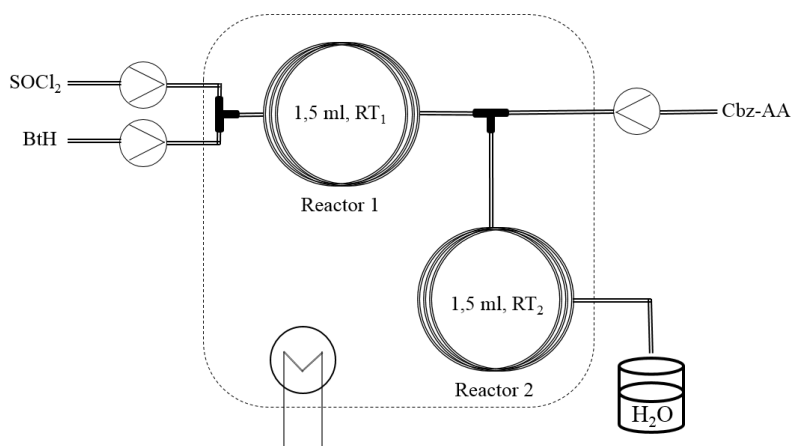 SOCl₂
BtH
1,5 ml, RT₁
Reactor 1
Cbz-AA
1,5 ml, RT₂
Reactor 2
H₂O